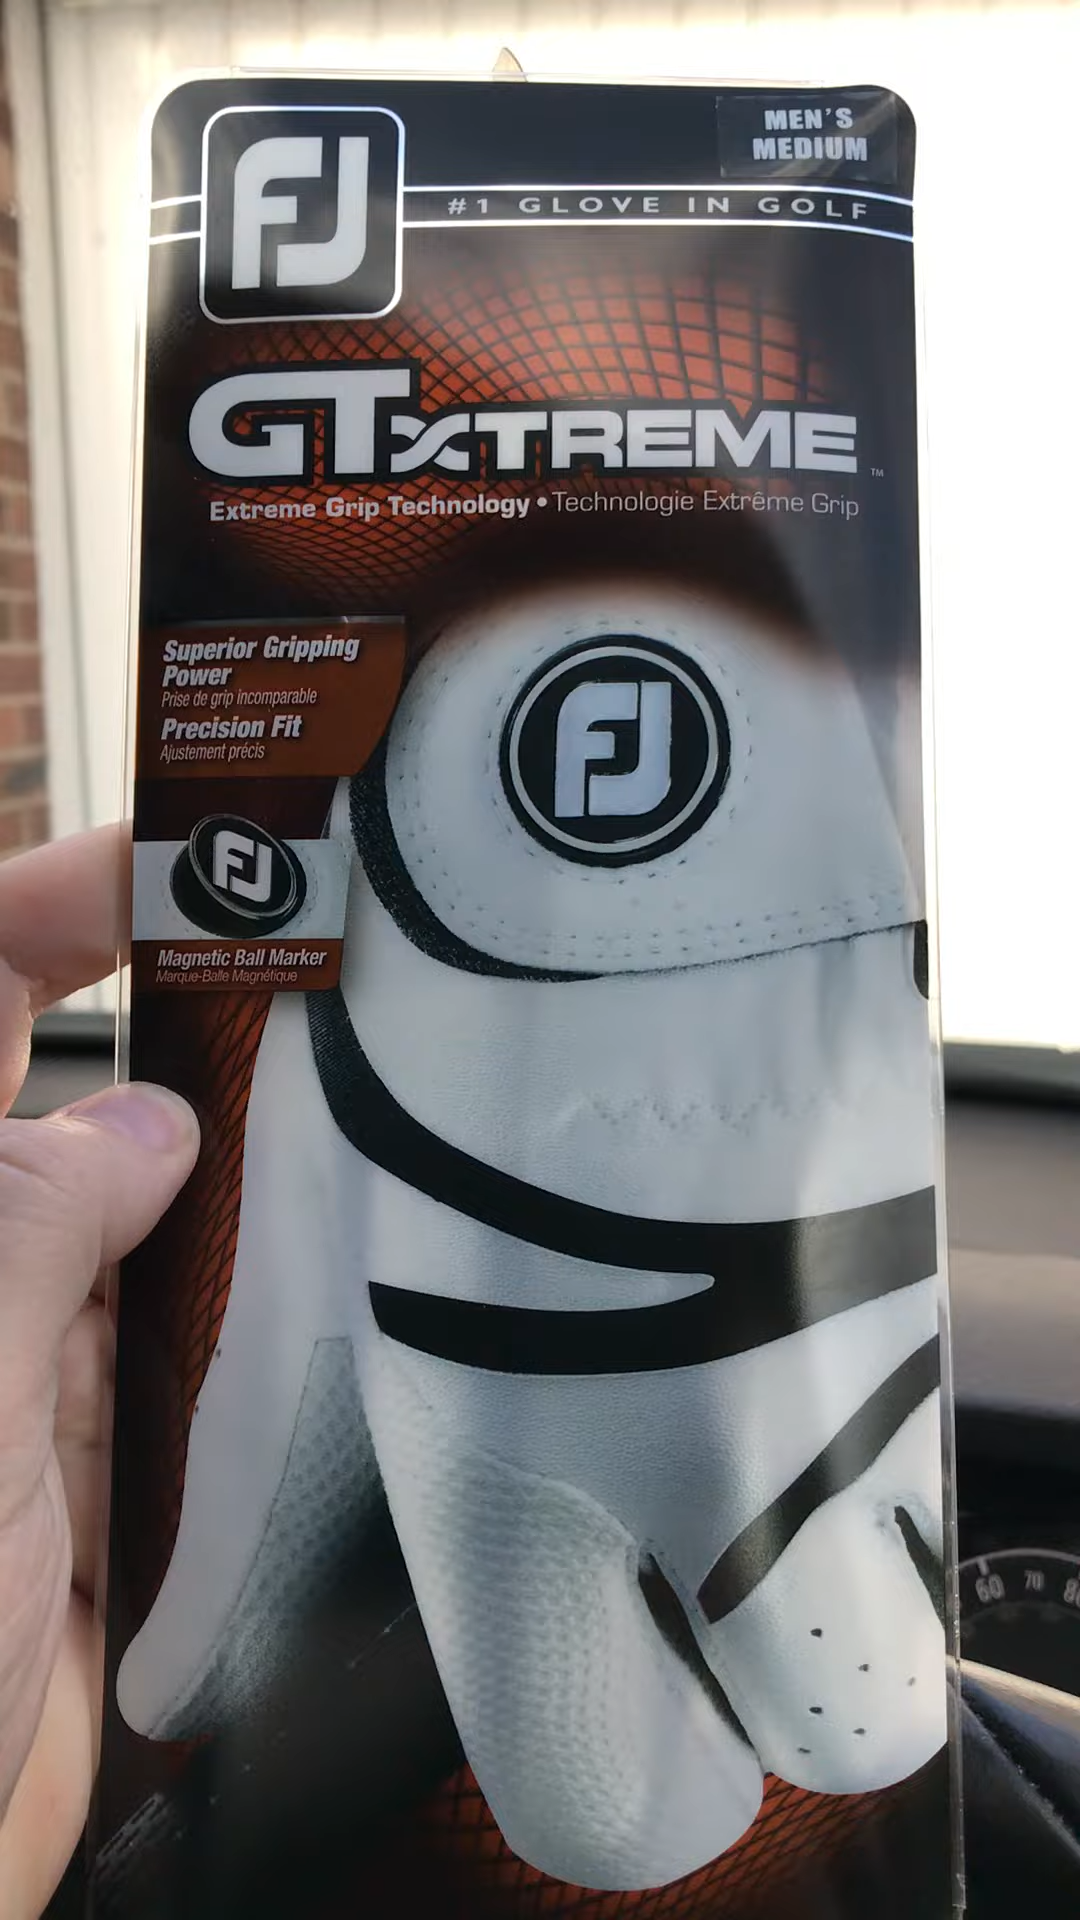 FJ
MEN'S
MEDIUM
#1 GLOVE IN GOLF
GTXTREME™
Extreme Grip Technology • Technologie Extrême Grip
Superior Gripping
Power
Prise de grip incomparable
Precision Fit
Ajustement précis
FJ
FJ
Magnetic Ball Marker
Marque-Balle Magnétique
60 70